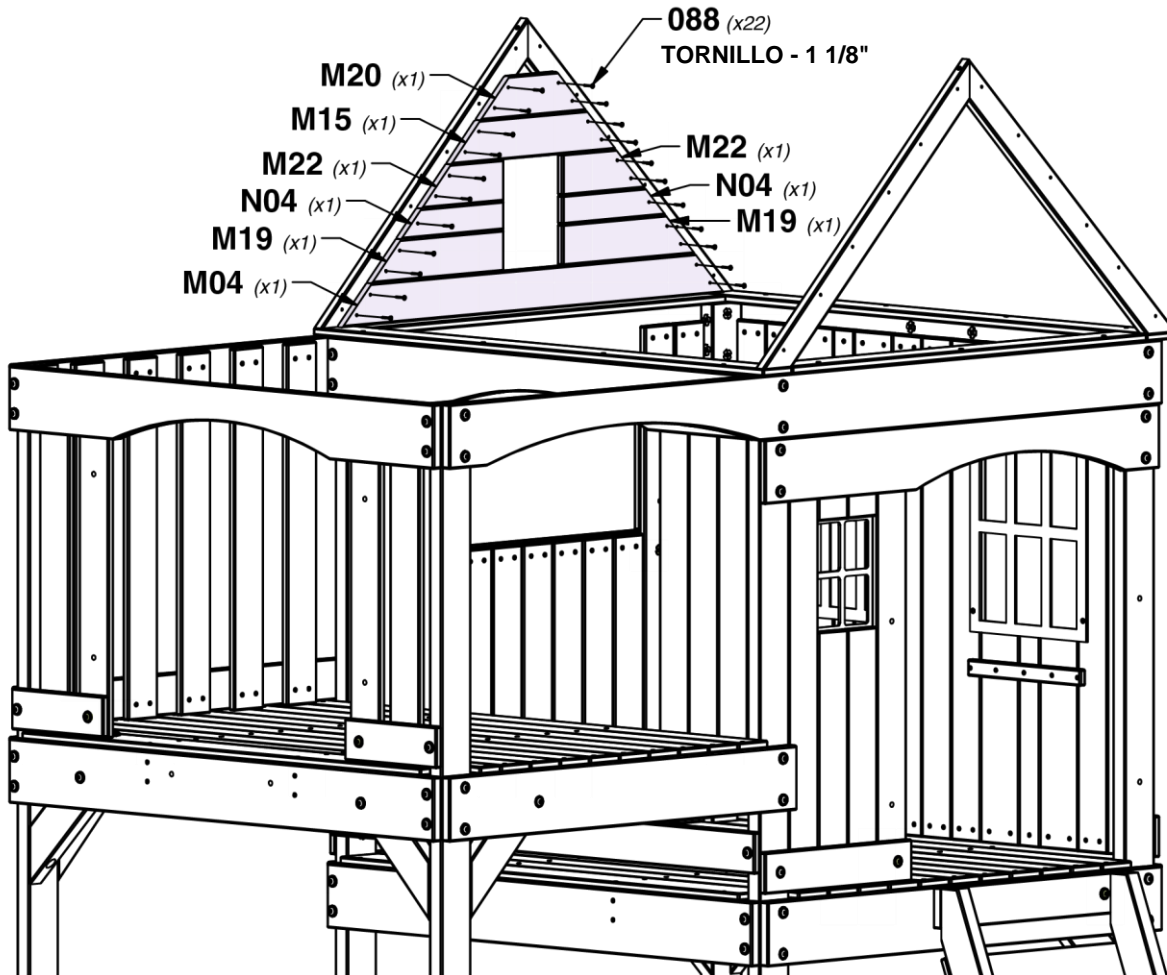 088 (x22)
TORNILLO - 1 1/8"
M20 (x1)
M15 (x1)
M22 (x1)
N04 (x1)
M19 (x1)
M04 (x1)
M22 (x1)
N04 (x1)
M19 (x1)